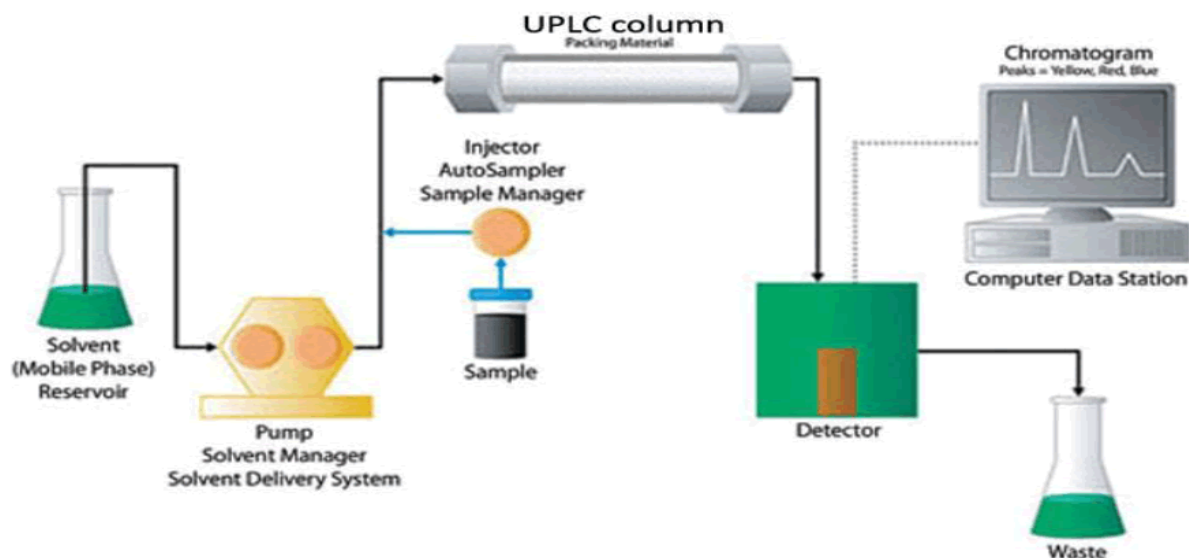 UPLC column
Packing Material
Chromatogram
Peaks = Yellow, Red, Blue
Injector
AutoSampler
Sample Manager
Computer Data Station
Solvent
(Mobile Phase)
Reservoir
Sample
Pump
Solvent Manager
Solvent Delivery System
Detector
Waste